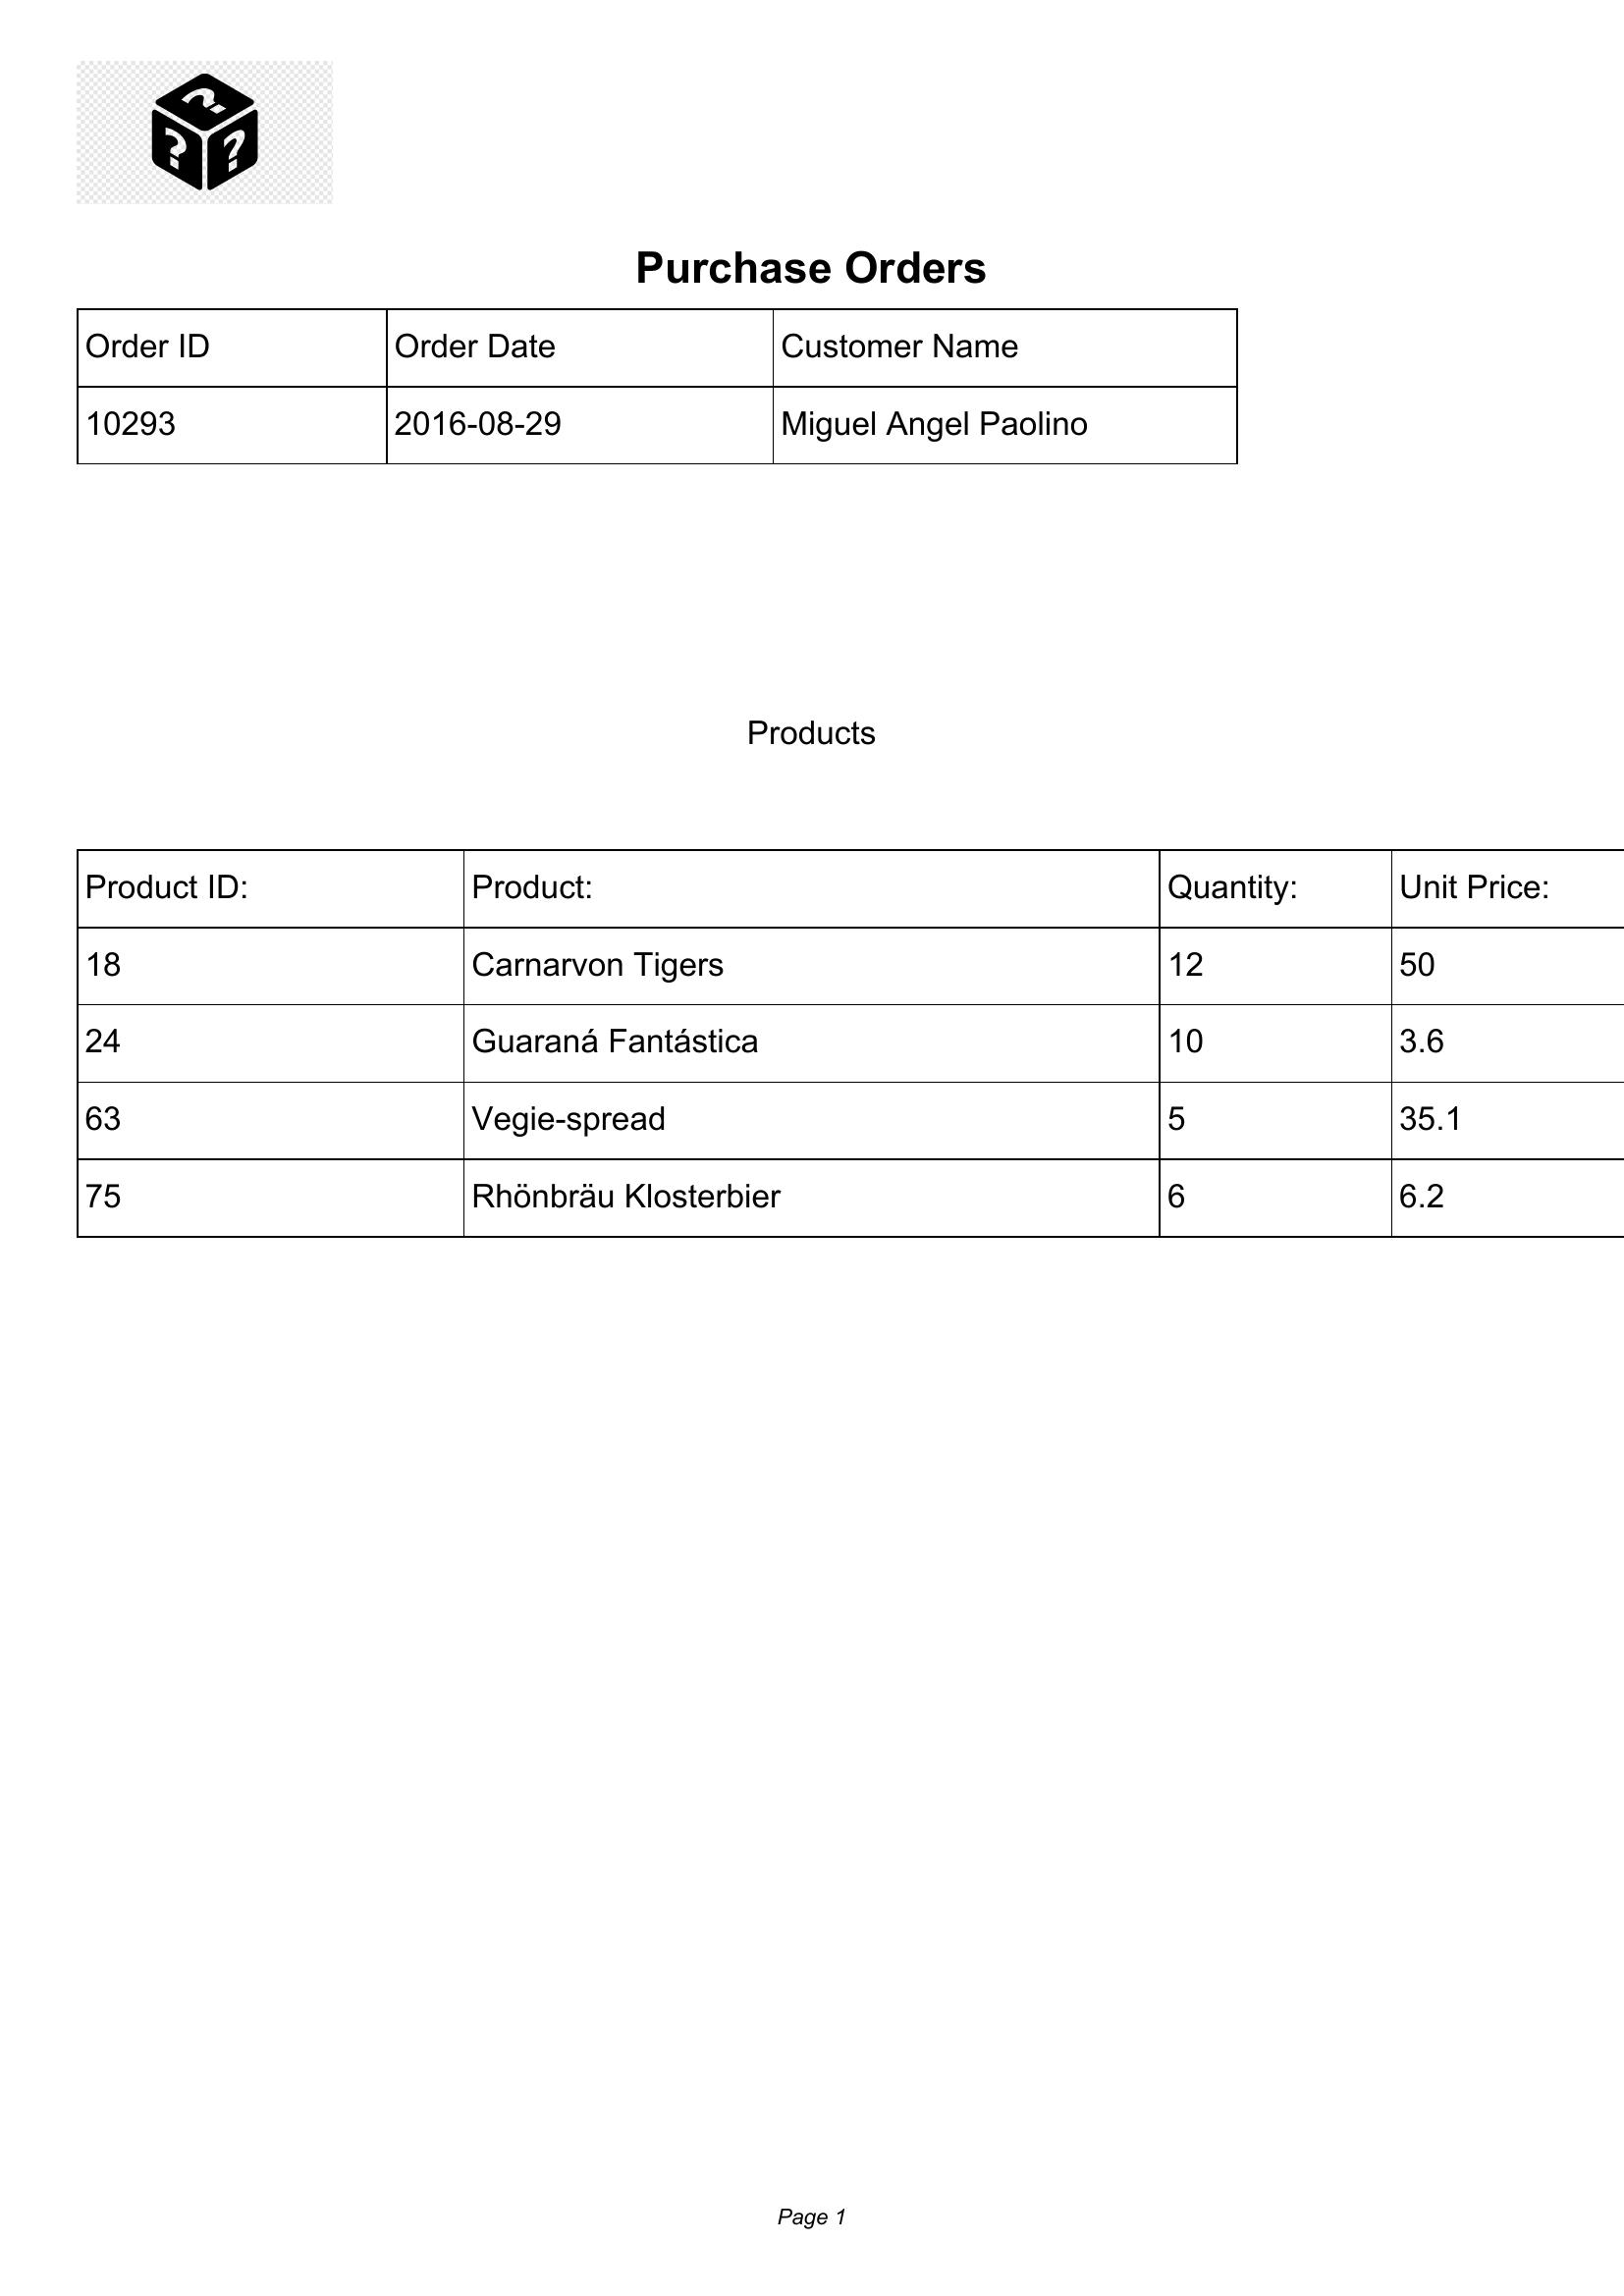 Purchase Orders
Order ID Order Date Customer Name
10293 2016-08-29 Miguel Angel Paolino
Products
Product ID: Product: Quantity: Unit Price:
18 Carnarvon Tigers 12 50
24 Guaraná Fantástica 10 3.6
63 Vegie-spread 5 35.1
75 Rhönbräu Klosterbier 6 6.2
Page 1